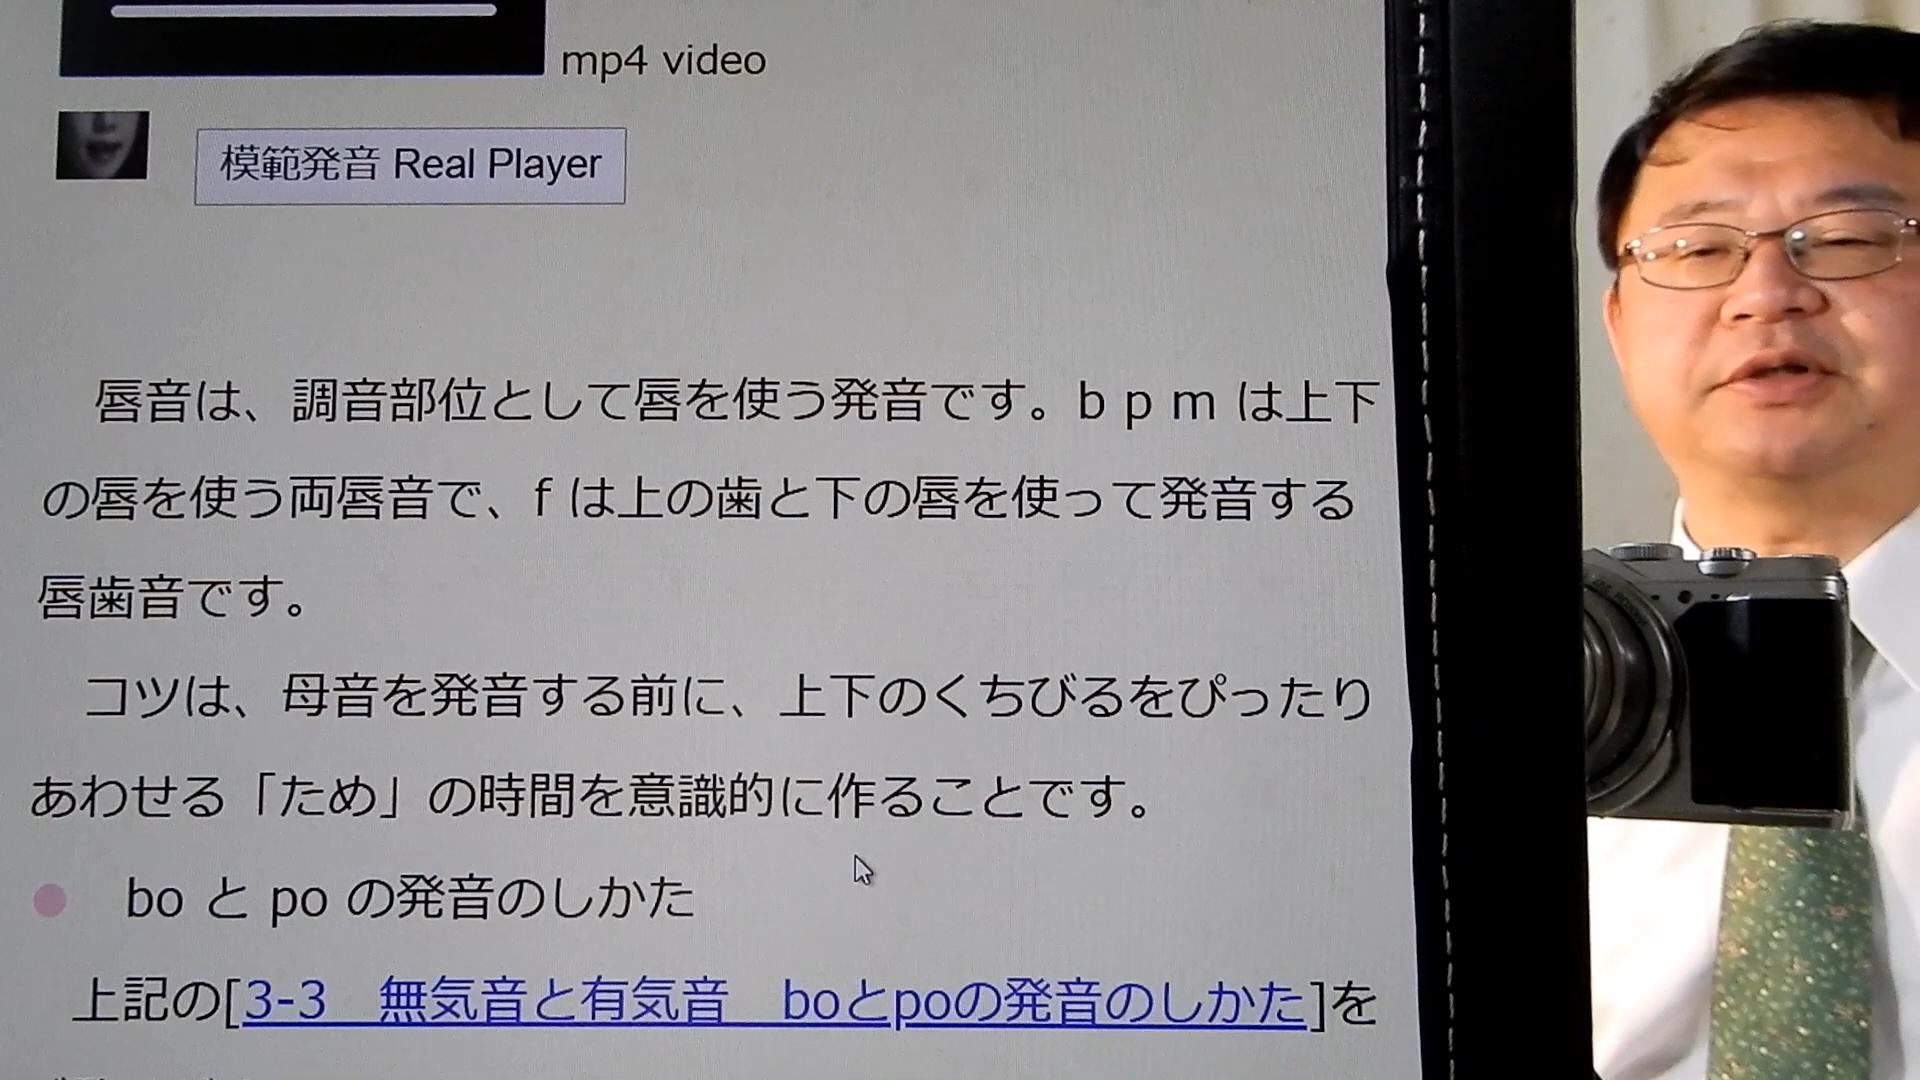 mp4 video
模範発音 Real Player
唇音は、調音部位として唇を使う発音です。b p m は上下
の唇を使う両唇音で、f は上の歯と下の唇を使って発音する
唇歯音です。
コツは、母音を発音する前に、上下のくちびるをぴったり
あわせる「ため」の時間を意識的に作ることです。
● bo と po の発音のしかた
上記の[3-3　無気音と有気音　boとpoの発音のしかた]を